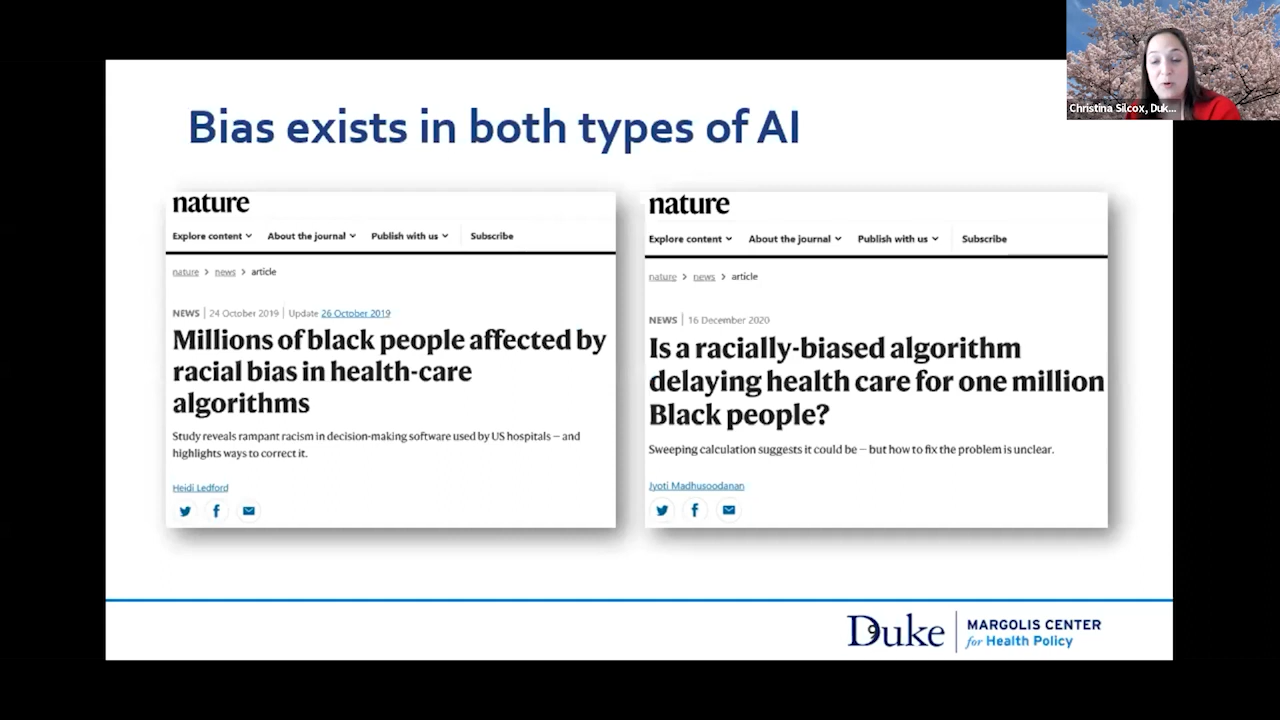 Christina Silcox, Duk...
Bias exists in both types of AI
nature
Explore content About the journal Publish with us Subscribe
nature > news > article
NEWS | 24 October 2019 | Update 26 October 2019
Millions of black people affected by
racial bias in health-care
algorithms
Study reveals rampant racism in decision-making software used by US hospitals — and
highlights ways to correct it.
Heidi Ledford
nature
Explore content About the journal Publish with us Subscribe
nature > news > article
NEWS | 16 December 2020
Is a racially-biased algorithm
delaying health care for one million
Black people?
Sweeping calculation suggests it could be — but how to fix the problem is unclear.
Jyoti Madhusoodanan
9
Duke | MARGOLIS CENTER
for Health Policy